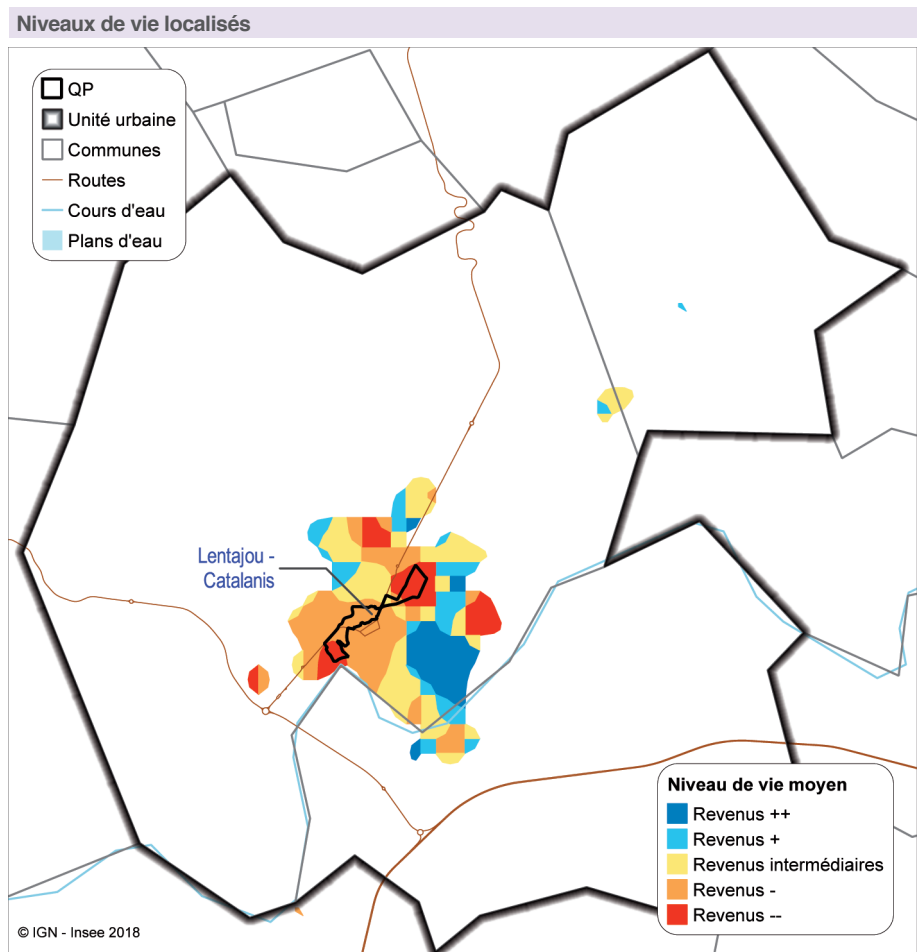 Niveaux de vie localisés
QP
Unité urbaine
Communes
Routes
Cours d'eau
Plans d'eau
Lentajou -
Catalanis
Niveau de vie moyen
Revenus ++
Revenus +
Revenus intermédiaires
Revenus -
Revenus --
© IGN - Insee 2018